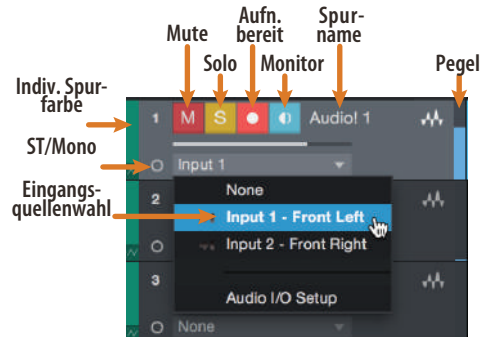 Aufn.
bereit
Spur-
name
Mute
Solo
Monitor
Pegel
Indiv. Spur-
farbe
1 M S Audio! 1
ST/Mono
Input 1
Eingangs-
quellenwahl
2
None
Input 1 - Front Left
Input 2 - Front Right
3
Audio I/O Setup
None